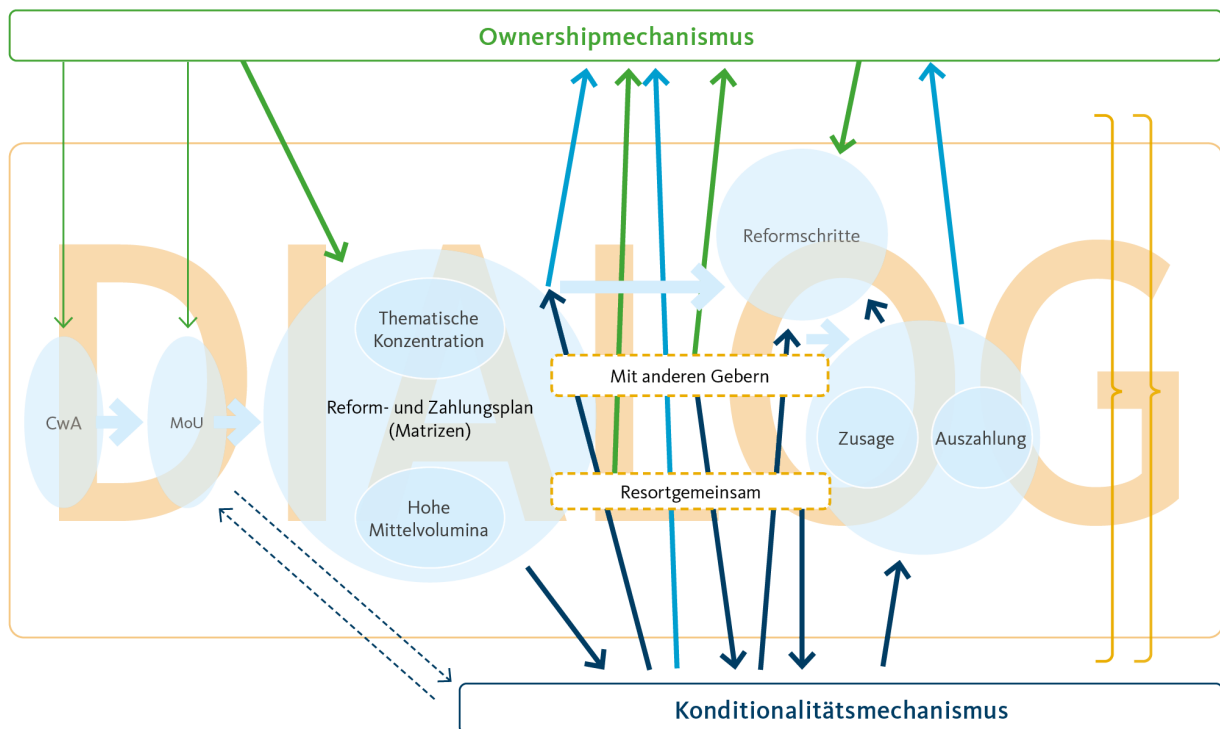 Ownershipmechanismus
DIALOG
Reformschritte
Thematische
Konzentration
Mit anderen Gebern
CwA
MoU
Reform- und Zahlungsplan
(Matrizen)
Zusage
Auszahlung
Resortgemeinsam
Hohe
Mittelvolumina
Konditionalitätsmechanismus